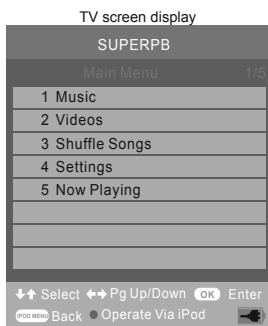 TV screen display
SUPERPB
Main Menu 1/5
1 Music
2 Videos
3 Shuffle Songs
4 Settings
5 Now Playing
Select Pg Up/Down OK Enter
IPOD MENU Back Operate Via iPod